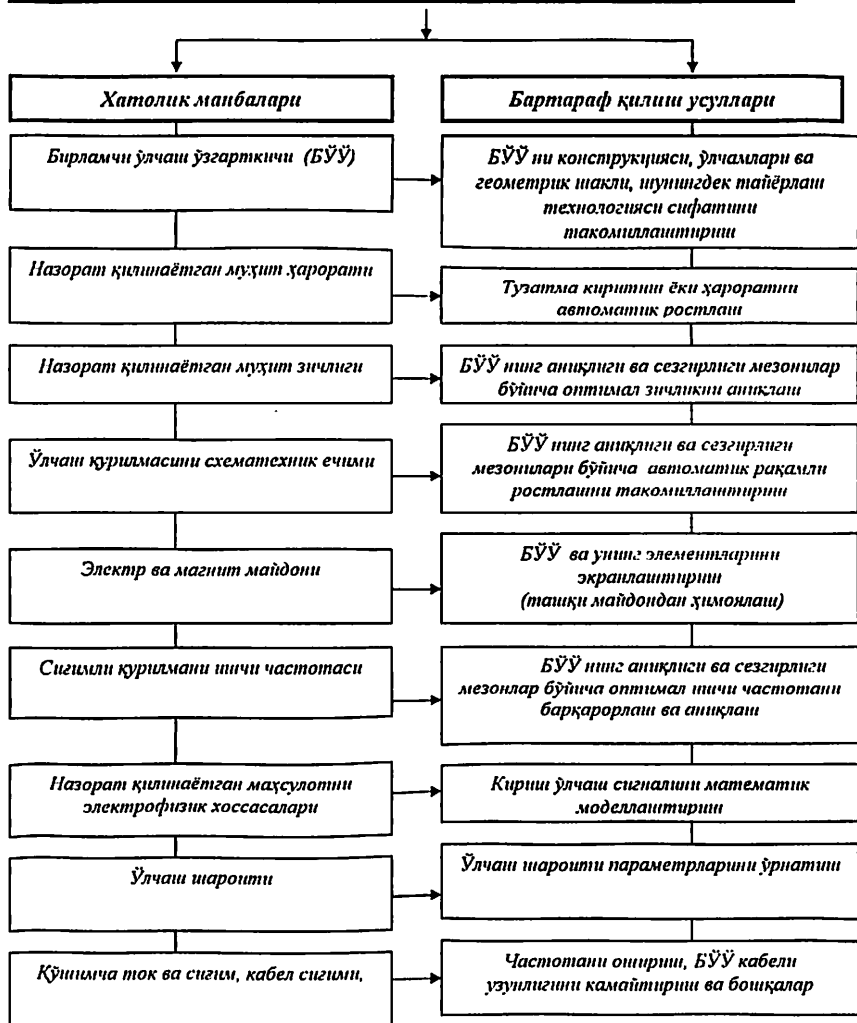 Хатолик манбалари
Бартараф қилиш усуллари
Бирламчи ўлчаш ўзгарткичи (БЎЎ)
БЎЎ ни конструкцияси, ўлчамлари ва
геометрик шакли, шунингдек тайёрлаш
технологияси сифатини
такомиллаштириш
Назорат қилинаётган муҳит ҳарорати
Тузатма киритиш ёки ҳароратни
автоматик ростлаш
Назорат қилинаётган муҳит зичлиги
БЎЎ нинг аниқлиги ва сезгирлиги мезонилар
бўйича оптимал зичликни аниқлаш
Ўлчаш қурилмасини схематехник ечими
БЎЎ нинг аниқлиги ва сезгирлиги
мезонилари бўйича автоматик рақамли
ростлашни такомиллаштириш
Электр ва магнит майдони
БЎЎ ва унинг элементларини
экранлаштириш
(ташқи майдондан ҳимоялаш)
Сиғимли қурилмани ишчи частотаси
БЎЎ нинг аниқлиги ва сезгирлиги
мезонлар бўйича оптимал ишчи частотани
барқарорлаш ва аниқлаш
Назорат қилинаётган маҳсулотни
электрофизик хоссасалари
Кириш ўлчаш сигналини математик
моделлаштириш
Ўлчаш шароити
Ўлчаш шароити параметрларини ўрнатиш
Қўшимча ток ва сиғим, кабел сиғими,
Частотани ошириш, БЎЎ кабели
узунлигини камайтириш ва бошқалар